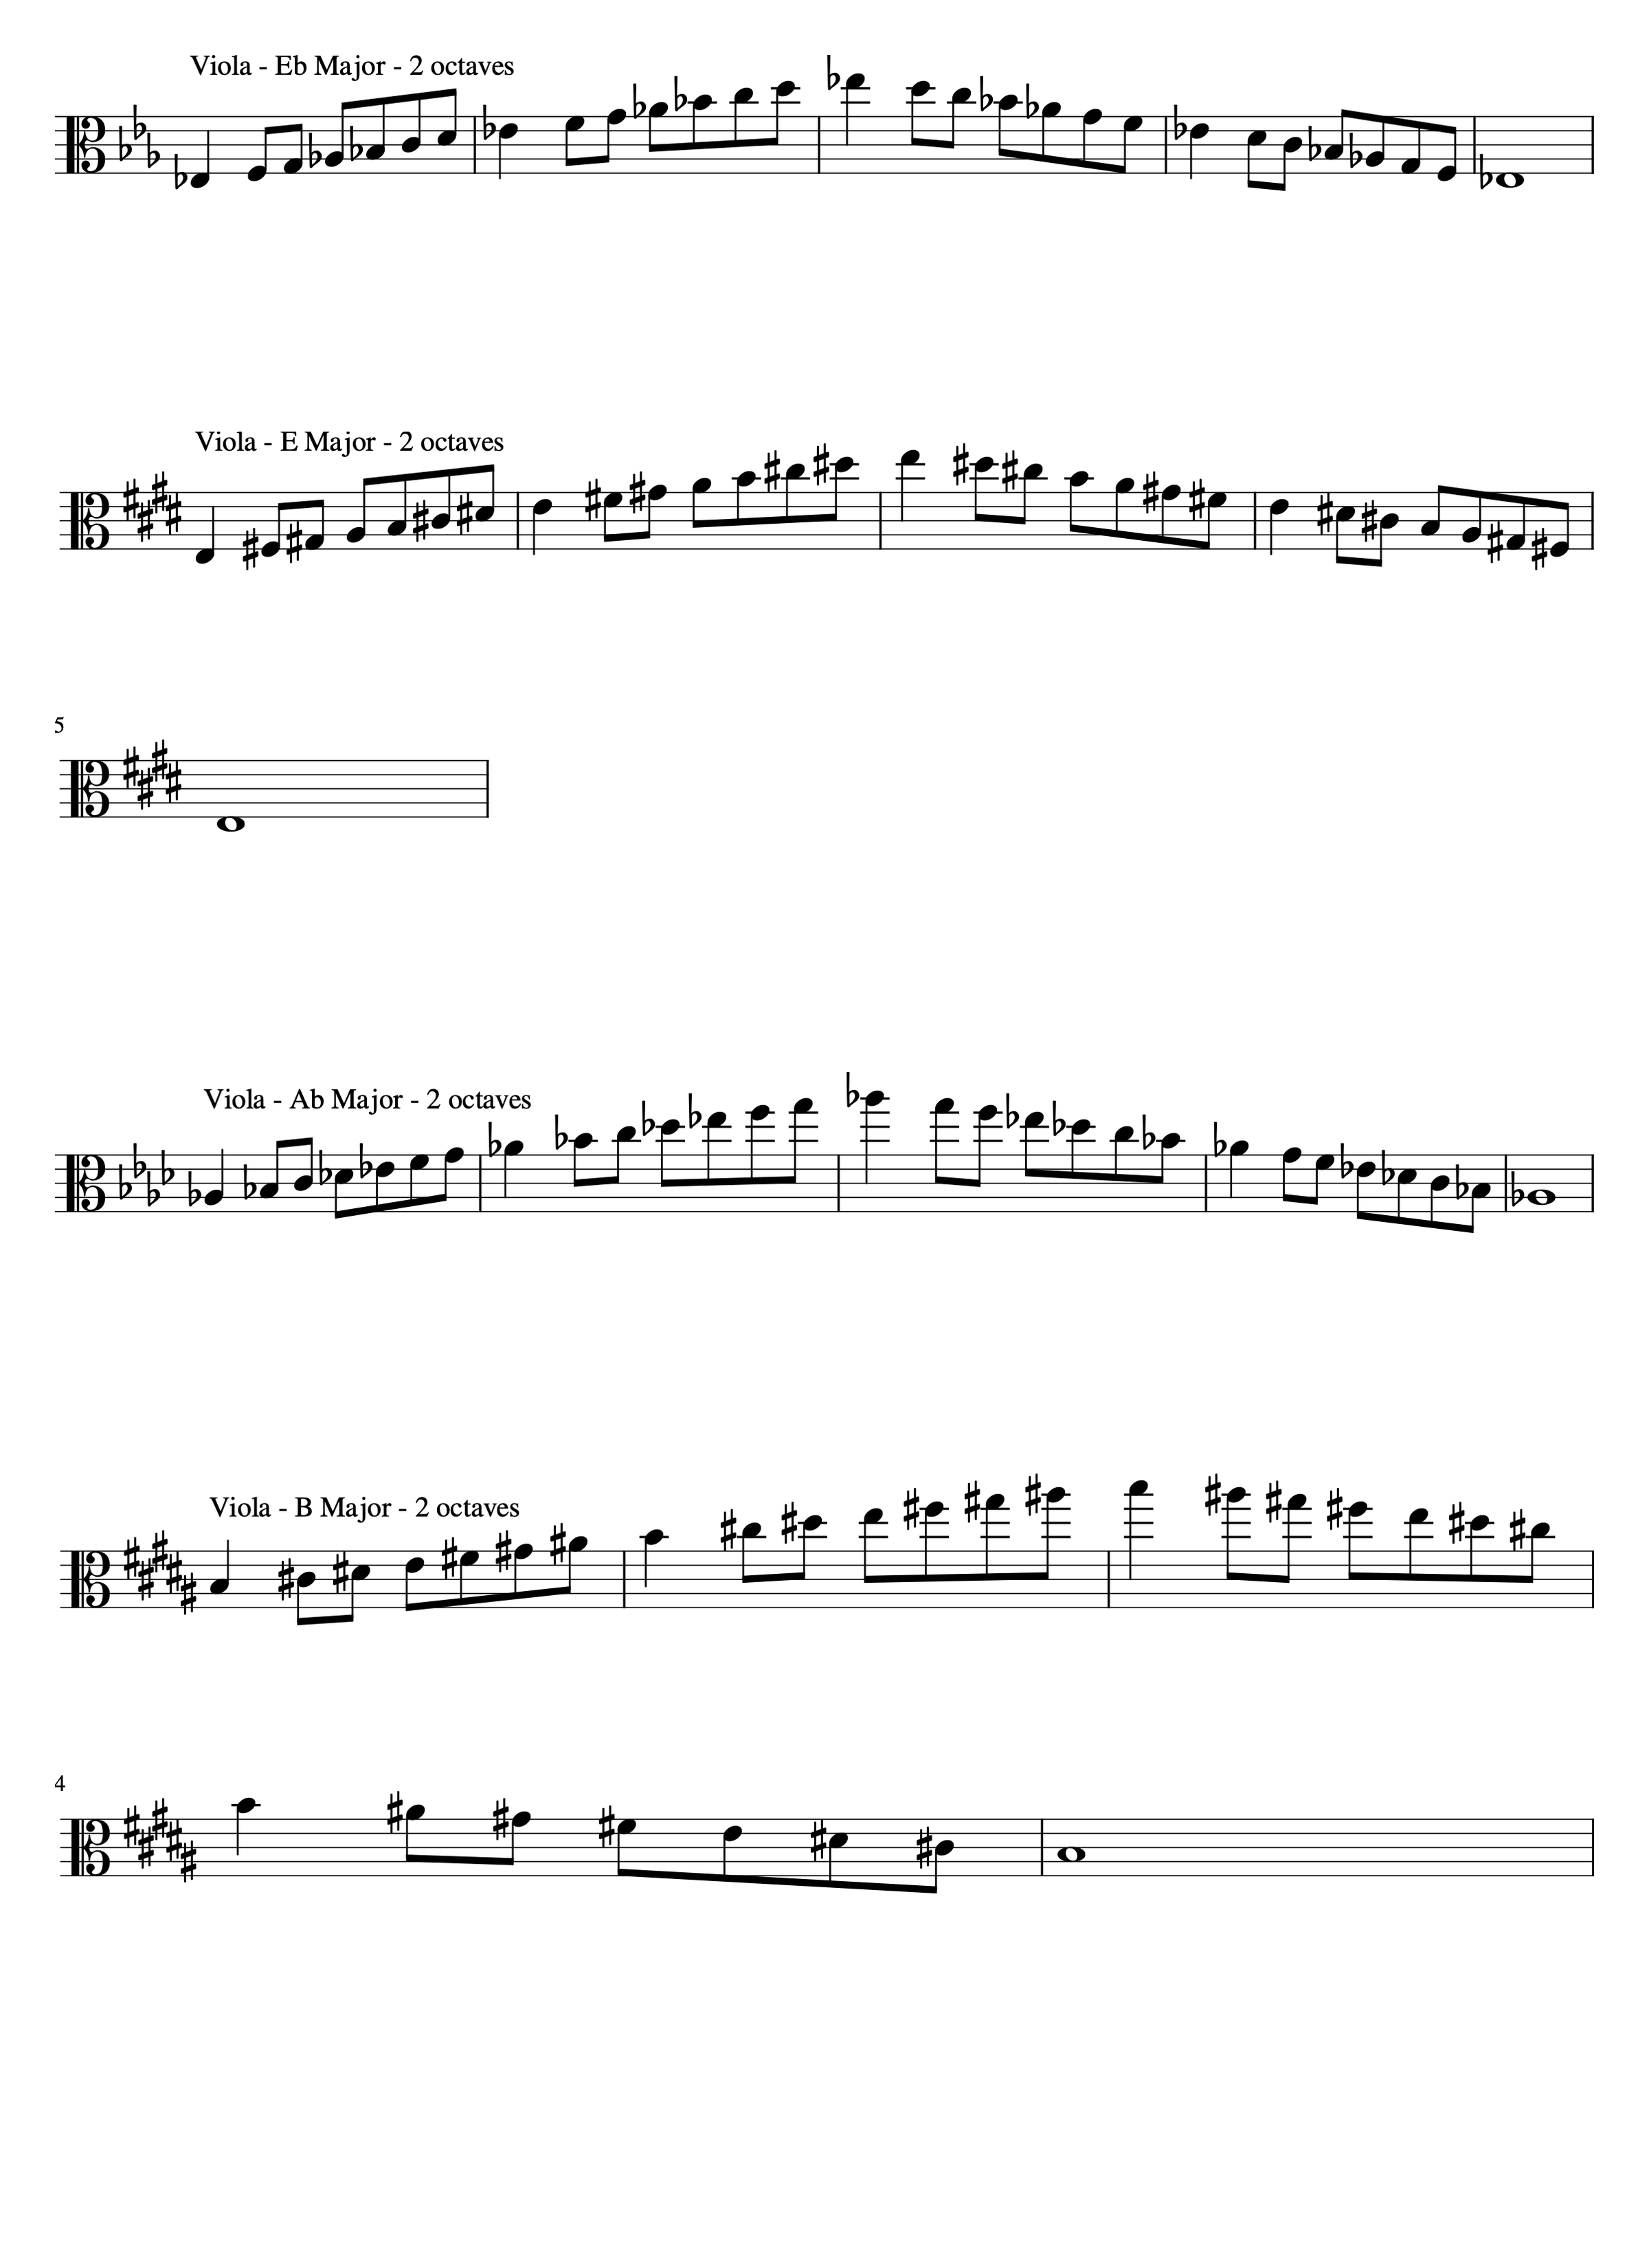 Viola - Eb Major - 2 octaves
Viola - E Major - 2 octaves
5
Viola - Ab Major - 2 octaves
Viola - B Major - 2 octaves
4